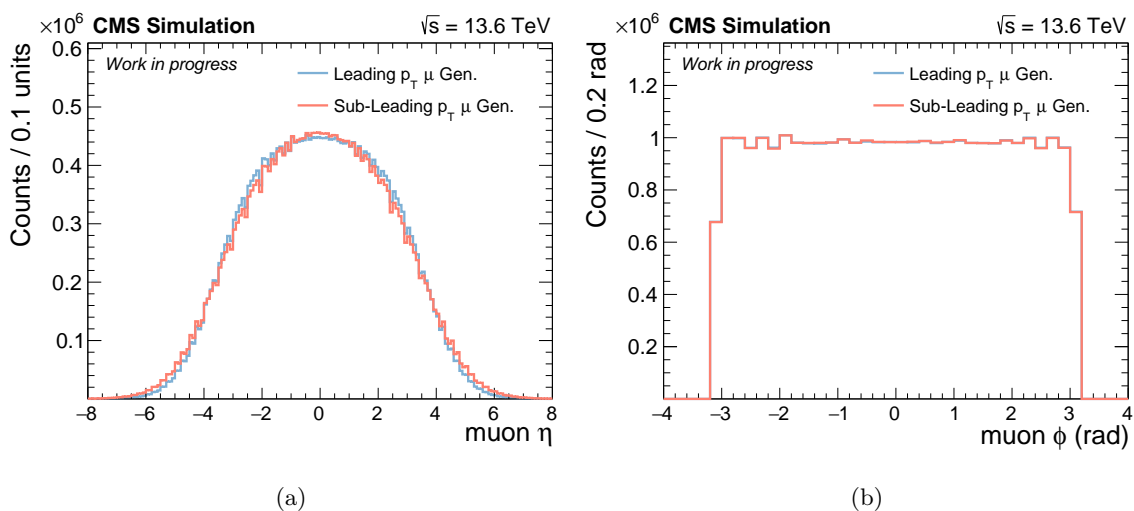 ×10⁶ CMS Simulation √s = 13.6 TeV
Work in progress
Leading p_T μ Gen.
Sub-Leading p_T μ Gen.
Counts / 0.1 units
0.6
0.5
0.4
0.3
0.2
0.1
−8 −6 −4 −2 0 2 4 6 8
muon η
(a)
×10⁶ CMS Simulation √s = 13.6 TeV
Work in progress
Leading p_T μ Gen.
Sub-Leading p_T μ Gen.
Counts / 0.2 rad
1.2
1
0.8
0.6
0.4
0.2
−4 −3 −2 −1 0 1 2 3 4
muon ϕ (rad)
(b)